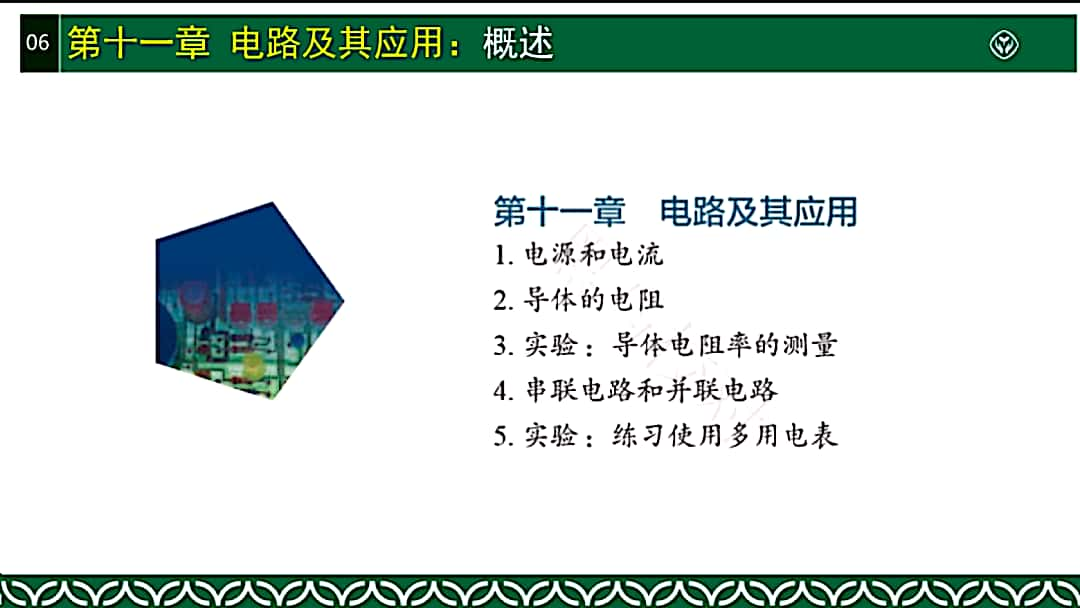 06 第十一章 电路及其应用：概述
第十一章 电路及其应用
1. 电源和电流
2. 导体的电阻
3. 实验：导体电阻率的测量
4. 串联电路和并联电路
5. 实验：练习使用多用电表